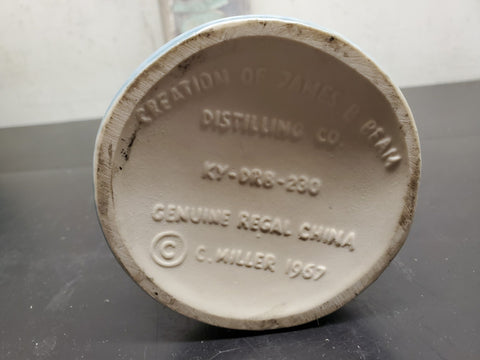 CREATION OF JAMES B BEAM
DISTILLING CO.
KY-DRB-230
GENUINE REGAL CHINA
© C. MILLER 1967